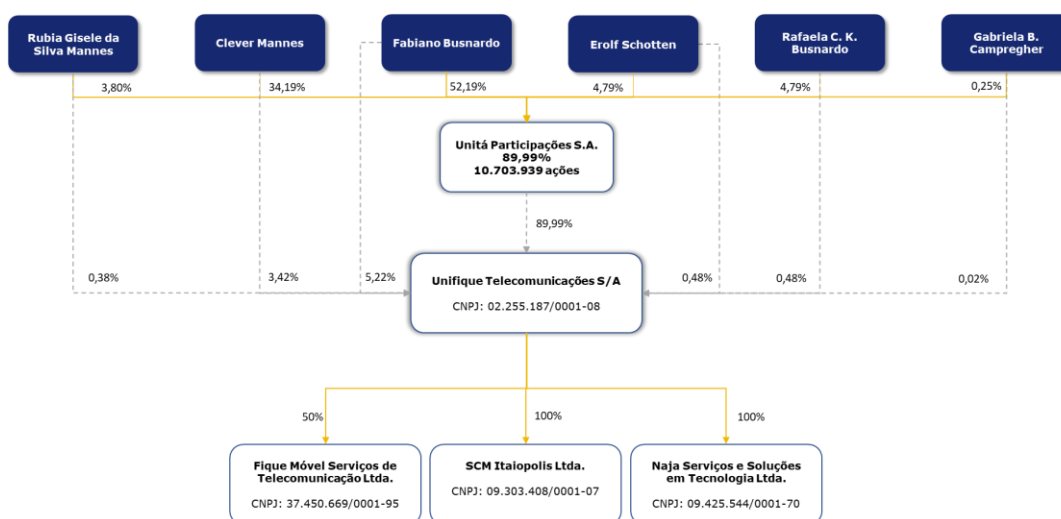 Rubia Gisele da
Silva Mannes
Clever Mannes
Fabiano Busnardo
Erolf Schotten
Rafaela C. K.
Busnardo
Gabriela B.
Campregher
3,80%
34,19%
52,19%
4,79%
4,79%
0,25%
Unitá Participações S.A.
89,99%
10.703.939 ações
89,99%
0,38%
3,42%
5,22%
0,48%
0,48%
0,02%
Unifique Telecomunicações S/A
CNPJ: 02.255.187/0001-08
50%
100%
100%
Fique Móvel Serviços de
Telecomunicação Ltda.
CNPJ: 37.450.669/0001-95
SCM Itaiopolis Ltda.
CNPJ: 09.303.408/0001-07
Naja Serviços e Soluções
em Tecnologia Ltda.
CNPJ: 09.425.544/0001-70